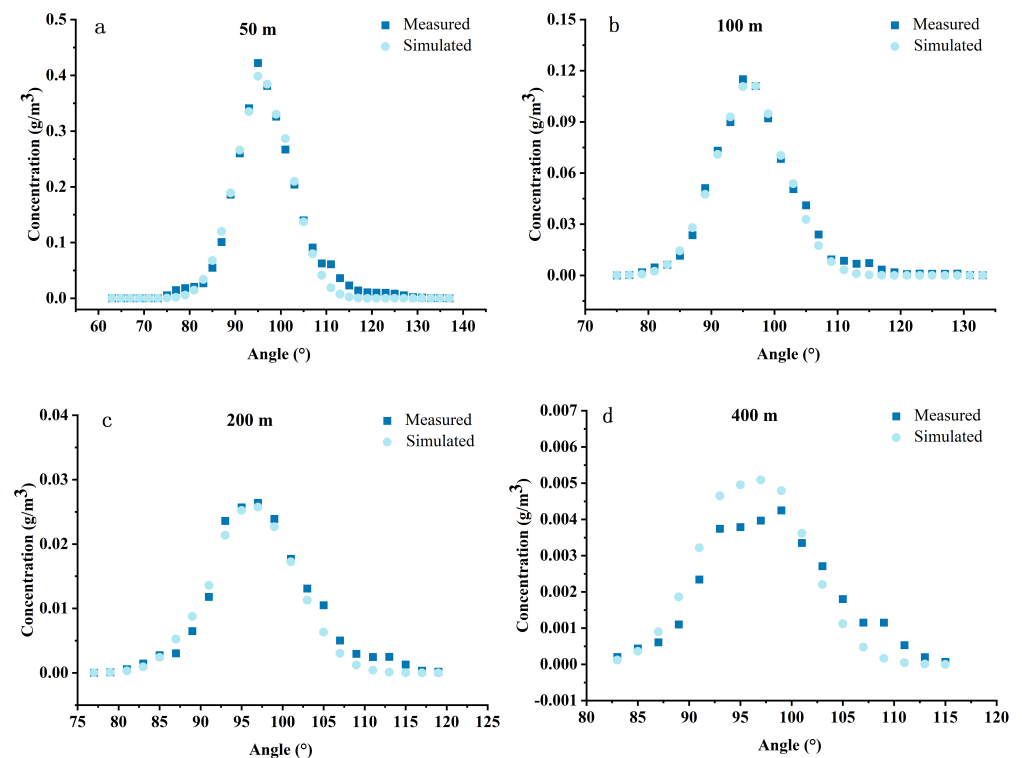 a
50 m
Measured
Simulated
Concentration (g/m³)
0.5
0.4
0.3
0.2
0.1
0.0
60 70 80 90 100 110 120 130 140
Angle (°)
b
100 m
Measured
Simulated
Concentration (g/m³)
0.15
0.12
0.09
0.06
0.03
0.00
70 80 90 100 110 120 130
Angle (°)
c
200 m
Measured
Simulated
Concentration (g/m³)
0.04
0.03
0.02
0.01
0.00
75 80 85 90 95 100 105 110 115 120 125
Angle (°)
d
400 m
Measured
Simulated
Concentration (g/m³)
0.007
0.006
0.005
0.004
0.003
0.002
0.001
0.000
-0.001
80 85 90 95 100 105 110 115 120
Angle (°)